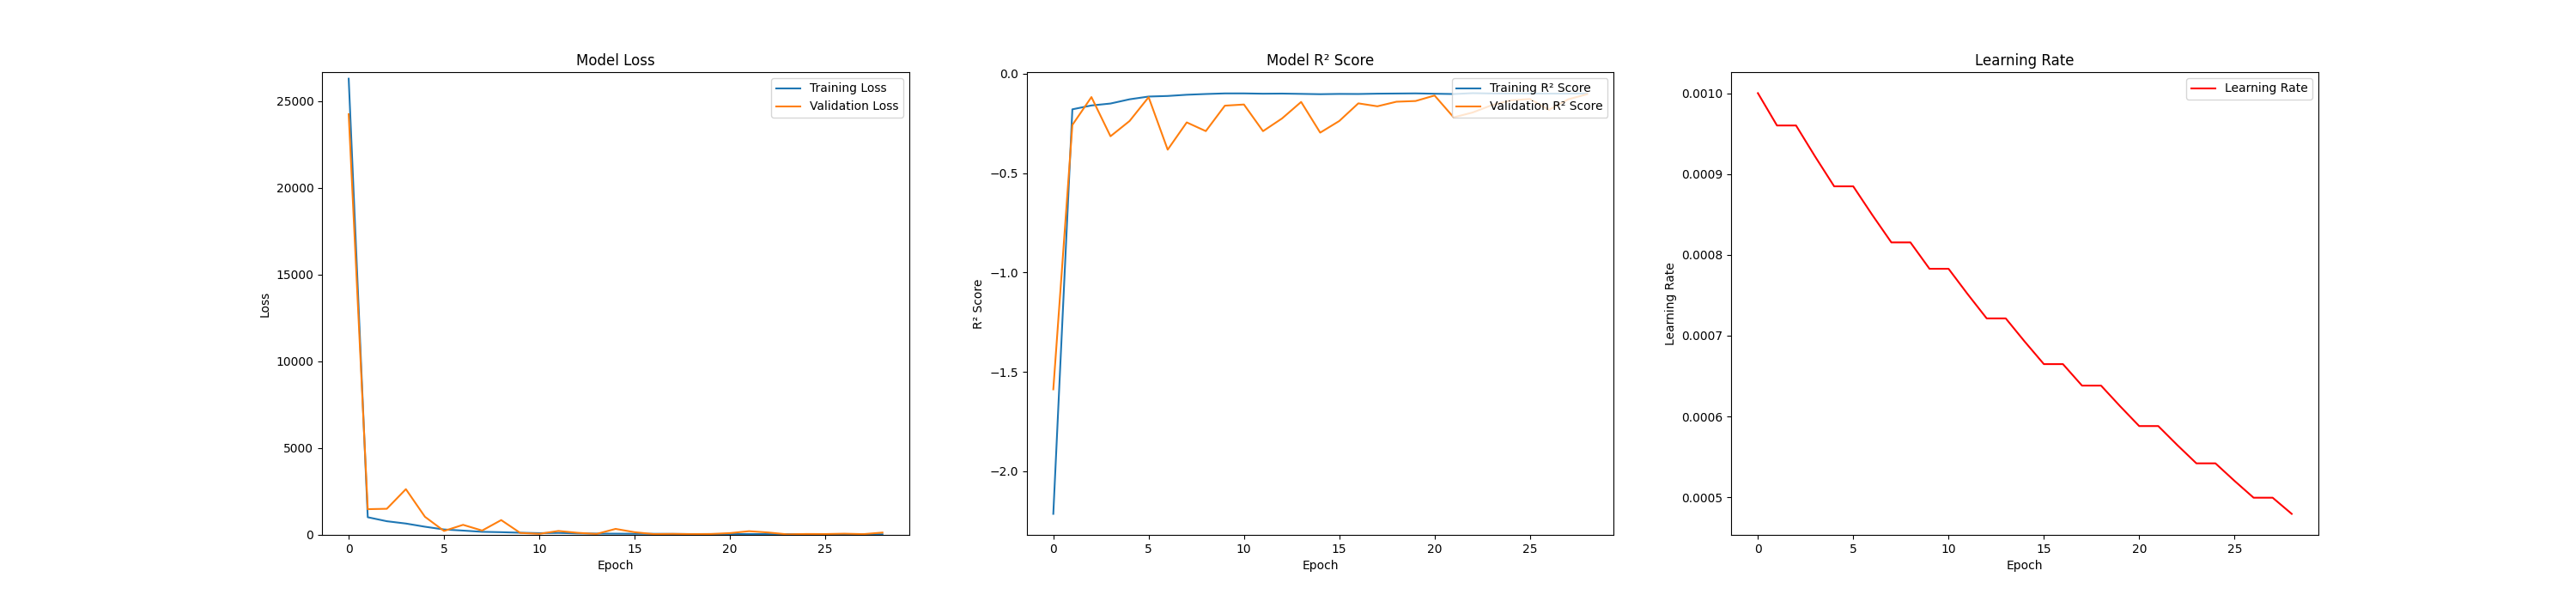 Model Loss
Training Loss
Validation Loss
25000
20000
15000
10000
5000
0
Loss
0 5 10 15 20 25
Epoch
Model R² Score
Training R² Score
Validation R² Score
0.0
−0.5
−1.0
−1.5
−2.0
R² Score
0 5 10 15 20 25
Epoch
Learning Rate
Learning Rate
0.0010
0.0009
0.0008
0.0007
0.0006
0.0005
Learning Rate
0 5 10 15 20 25
Epoch